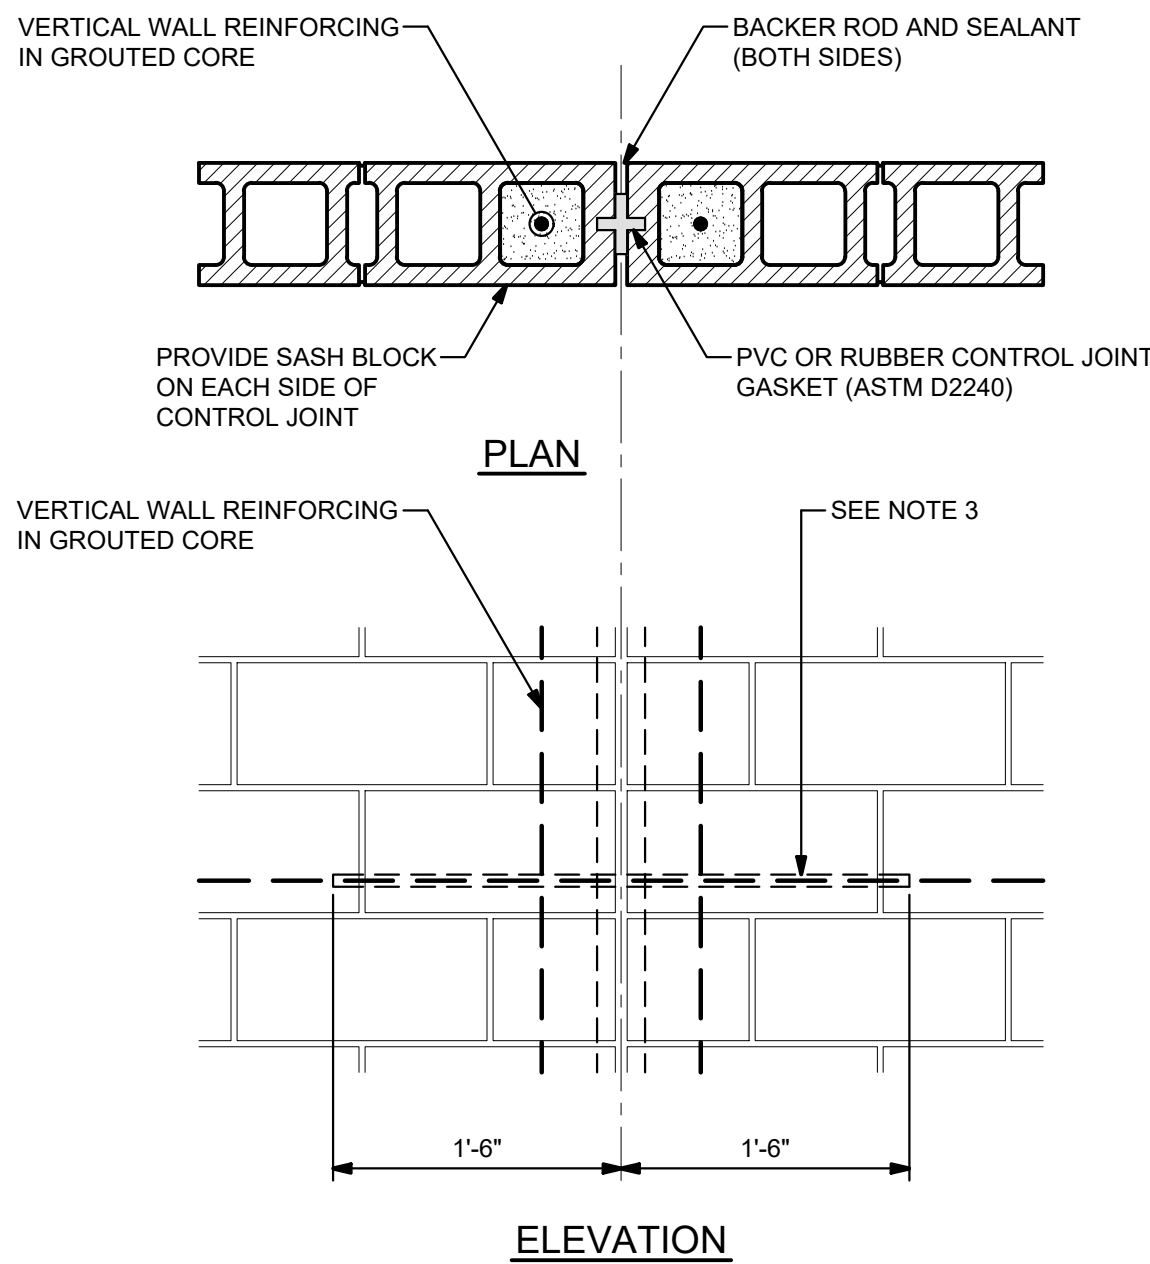 VERTICAL WALL REINFORCING
IN GROUTED CORE
BACKER ROD AND SEALANT
(BOTH SIDES)
PROVIDE SASH BLOCK
ON EACH SIDE OF
CONTROL JOINT
PVC OR RUBBER CONTROL JOINT
GASKET (ASTM D2240)
PLAN
VERTICAL WALL REINFORCING
IN GROUTED CORE
SEE NOTE 3
1'-6"
1'-6"
ELEVATION